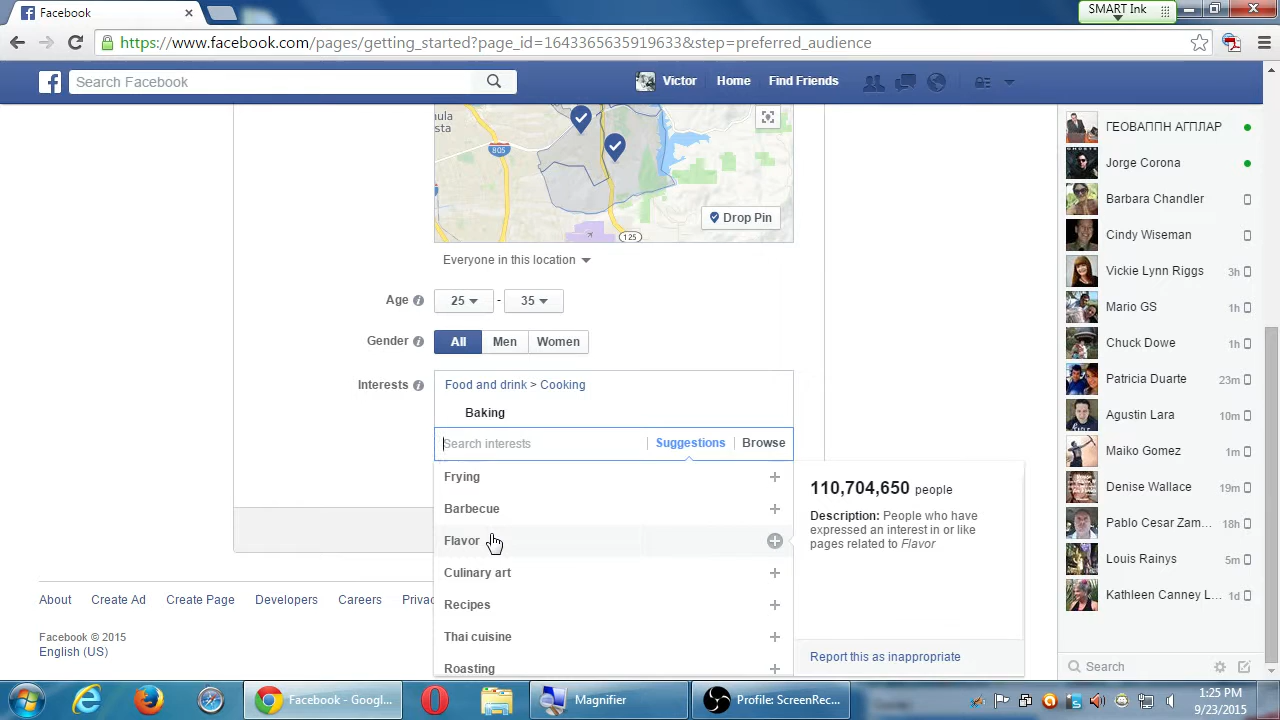 Facebook
SMART Ink
https://www.facebook.com/pages/getting_started?page_id=1643365635919633&step=preferred_audience
Search Facebook
Victor
Home
Find Friends
ula
sta
805
Drop Pin
125
Everyone in this location
Age
25
-
35
Gender
All
Men
Women
Interests
Food and drink > Cooking
Baking
Search interests
Suggestions
Browse
Frying
Barbecue
Flavor
Culinary art
Recipes
Thai cuisine
Roasting
110,704,650 people
Description: People who have
expressed an interest in or like
pages related to Flavor
Report this as inappropriate
About
Create Ad
Create Page
Developers
Careers
Privac
Facebook © 2015
English (US)
ГЕОВАППН АГПЛАР
Jorge Corona
Barbara Chandler
Cindy Wiseman
Vickie Lynn Riggs
3h
Mario GS
1h
Chuck Dowe
1h
Patricia Duarte
23m
Agustin Lara
10m
Maiko Gomez
1m
Denise Wallace
19m
Pablo Cesar Zam...
18h
Louis Rainys
5m
Kathleen Canney L...
1d
Search
Facebook - Googl...
Magnifier
Profile: ScreenRec...
1:25 PM
9/23/2015